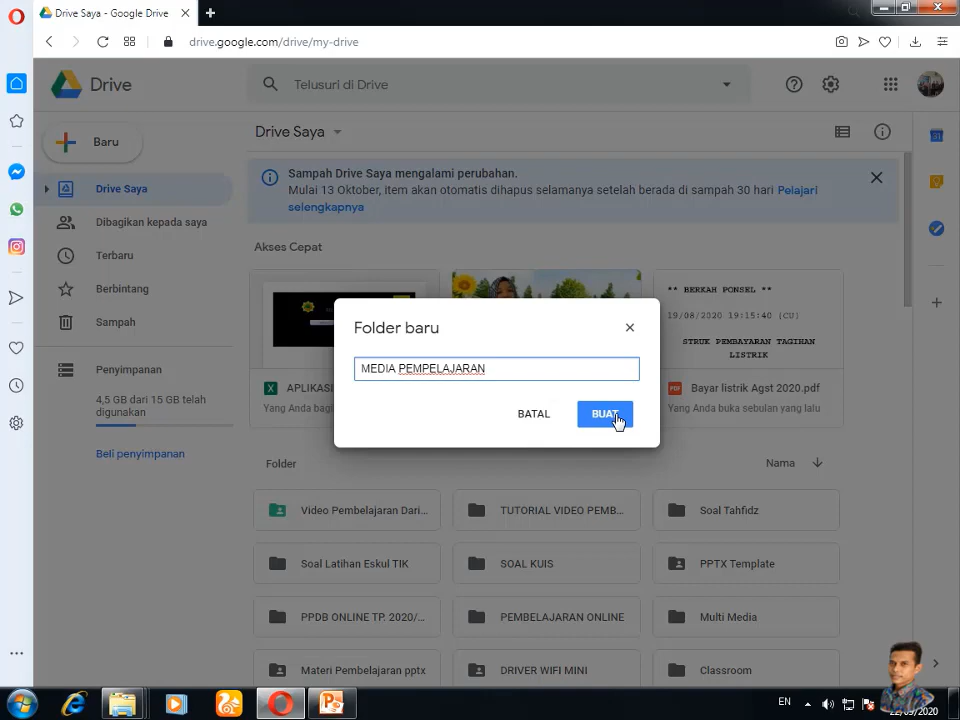 Drive Saya - Google Drive
drive.google.com/drive/my-drive
Drive
Telusuri di Drive
Baru
Drive Saya
Drive Saya
Dibagikan kepada saya
Terbaru
Berbintang
Sampah
Penyimpanan
4,5 GB dari 15 GB telah
digunakan
Beli penyimpanan
Sampah Drive Saya mengalami perubahan.
Mulai 13 Oktober, item akan otomatis dihapus selamanya setelah berada di sampah 30 hari Pelajari
selengkapnya
Akses Cepat
** BERKAH PONSEL **
19/08/2020 19:15:40 (CU)
STRUK PEMBAYARAN TAGIHAN
LISTRIK
APLIKASI
Yang Anda bagi
PDF
Bayar listrik Agst 2020.pdf
Yang Anda buka sebulan yang lalu
Folder baru
MEDIA PEMPELAJARAN
BATAL
BUAT
Folder
Nama
Video Pembelajaran Dari...
TUTORIAL VIDEO PEMB...
Soal Tahfidz
Soal Latihan Eskul TIK
SOAL KUIS
PPTX Template
PPDB ONLINE TP. 2020/...
PEMBELAJARAN ONLINE
Multi Media
Materi Pembelajaran pptx
DRIVER WIFI MINI
Classroom
EN
22/09/2020